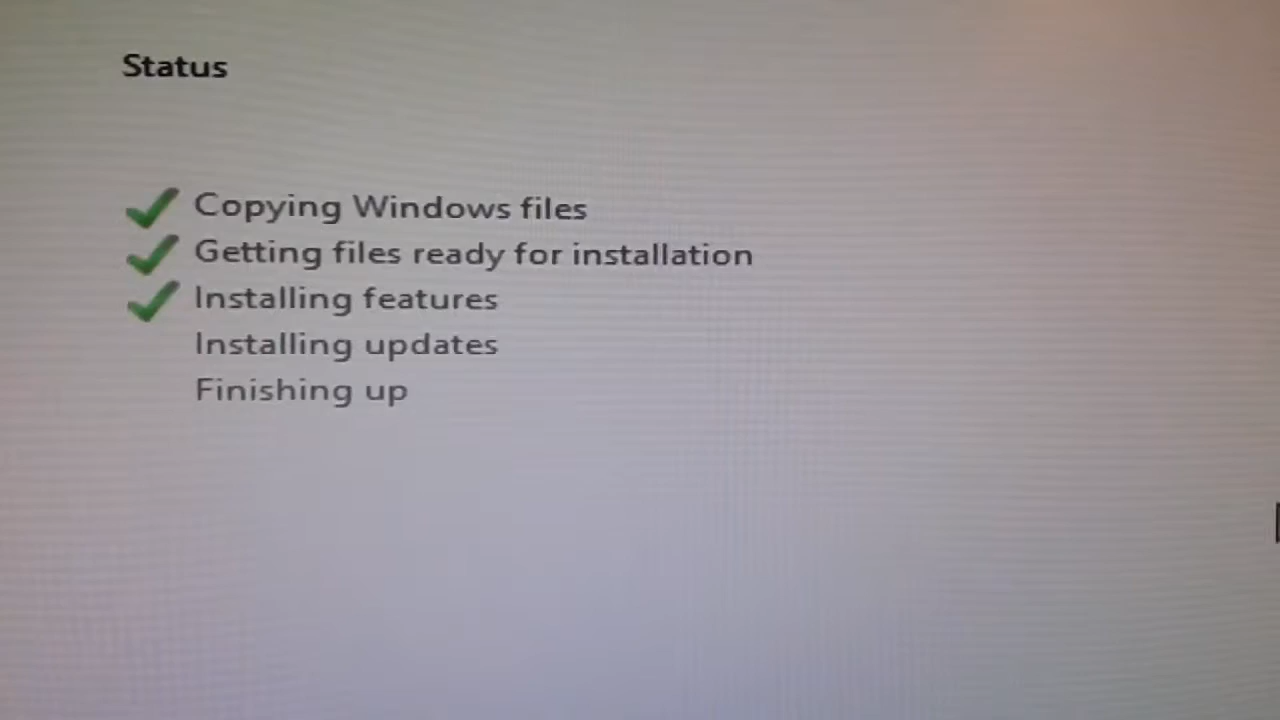 Status
Copying Windows files
Getting files ready for installation
Installing features
Installing updates
Finishing up